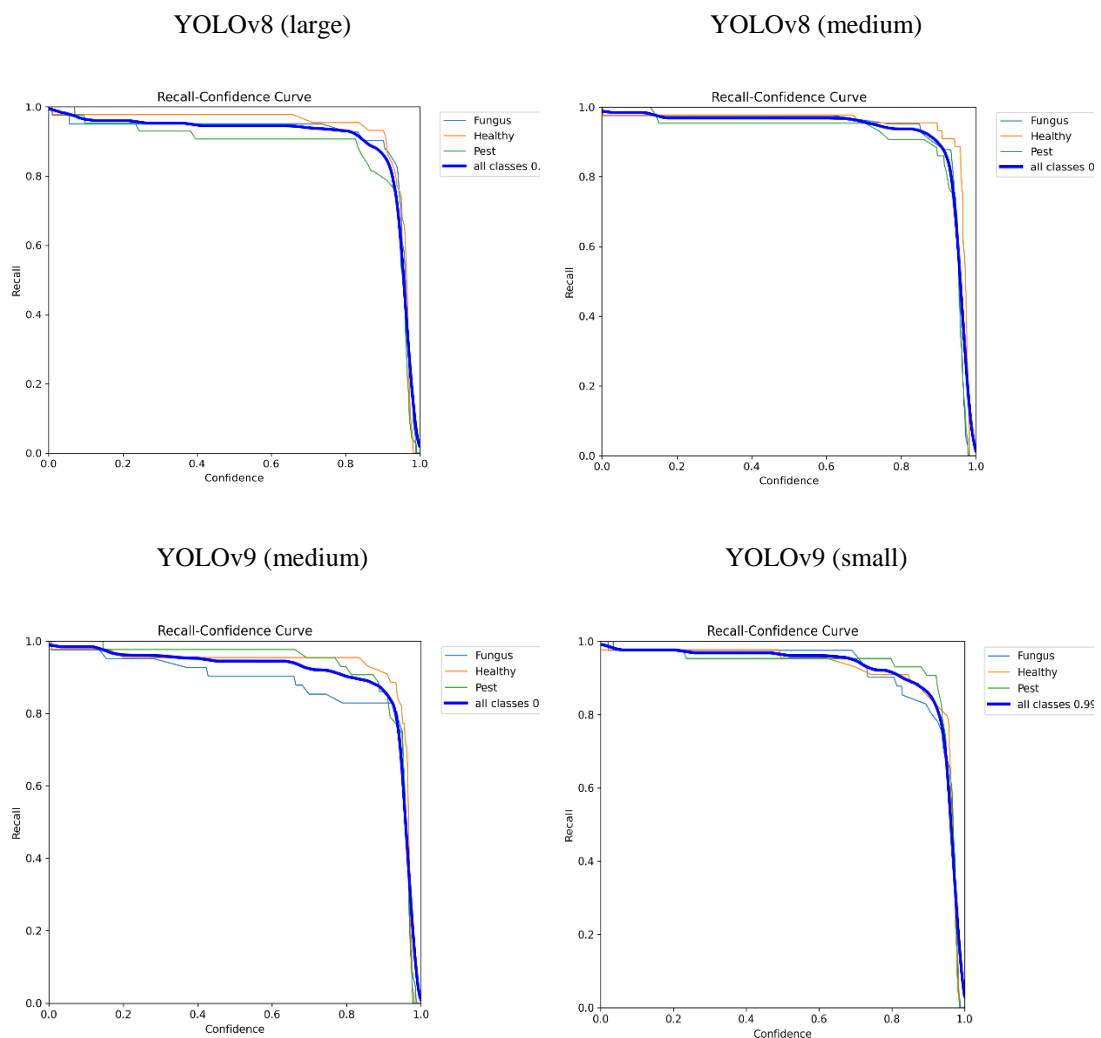 YOLOv8 (large)
Recall-Confidence Curve
1.0
0.8
0.6
0.4
0.2
0.0
Recall
0.0 0.2 0.4 0.6 0.8 1.0
Confidence
Fungus
Healthy
Pest
all classes 0.
YOLOv8 (medium)
Recall-Confidence Curve
1.0
0.8
0.6
0.4
0.2
0.0
Recall
0.0 0.2 0.4 0.6 0.8 1.0
Confidence
Fungus
Healthy
Pest
all classes 0
YOLOv9 (medium)
Recall-Confidence Curve
1.0
0.8
0.6
0.4
0.2
0.0
Recall
0.0 0.2 0.4 0.6 0.8 1.0
Confidence
Fungus
Healthy
Pest
all classes 0
YOLOv9 (small)
Recall-Confidence Curve
1.0
0.8
0.6
0.4
0.2
0.0
Recall
0.0 0.2 0.4 0.6 0.8 1.0
Confidence
Fungus
Healthy
Pest
all classes 0.99